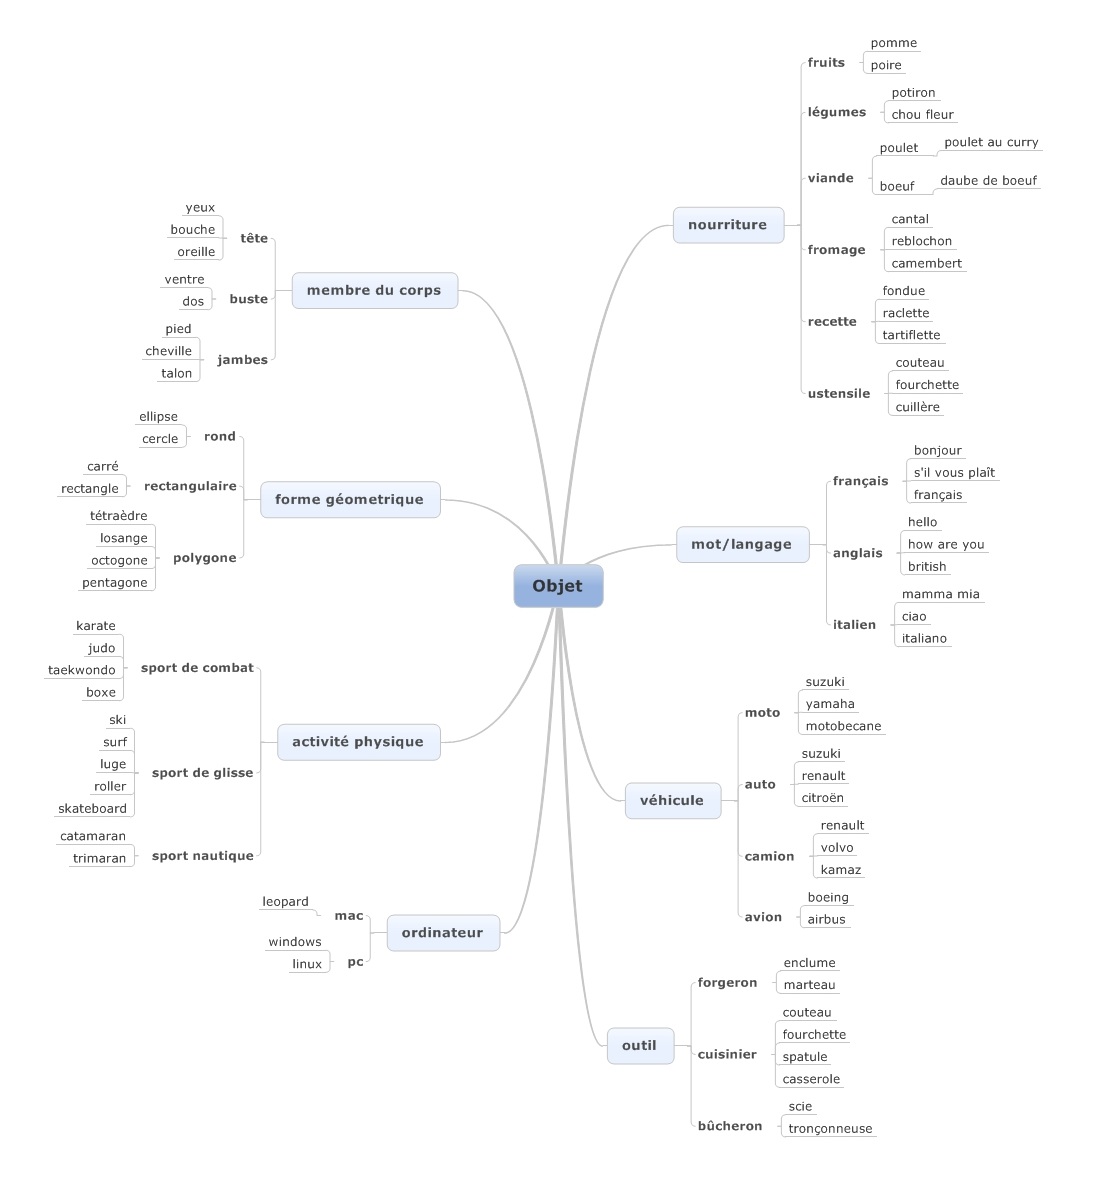 Objet
nourriture
fruits
pomme
poire
légumes
potiron
chou fleur
viande
poulet
poulet au curry
boeuf
daube de boeuf
fromage
cantal
reblochon
camembert
recette
fondue
raclette
tartiflette
ustensile
couteau
fourchette
cuillère
mot/langage
français
bonjour
s'il vous plaît
français
anglais
hello
how are you
british
italien
mamma mia
ciao
italiano
véhicule
moto
suzuki
yamaha
motobecane
auto
suzuki
renault
citroën
camion
renault
volvo
kamaz
avion
boeing
airbus
outil
forgeron
enclume
marteau
cuisinier
couteau
fourchette
spatule
casserole
bûcheron
scie
tronçonneuse
membre du corps
tête
yeux
bouche
oreille
buste
ventre
dos
jambes
pied
cheville
talon
forme géometrique
rond
ellipse
cercle
rectangulaire
carré
rectangle
polygone
tétraèdre
losange
octogone
pentagone
activité physique
sport de combat
karate
judo
taekwondo
boxe
sport de glisse
ski
surf
luge
roller
skateboard
sport nautique
catamaran
trimaran
ordinateur
mac
leopard
pc
windows
linux